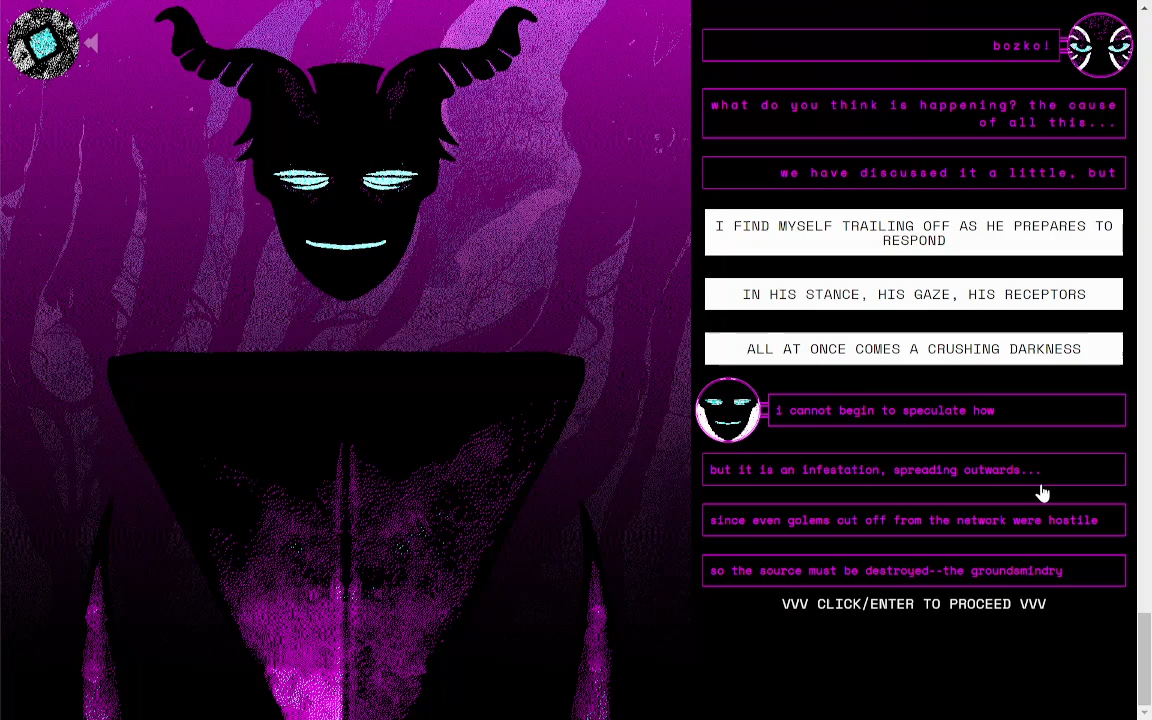 bozko!
what do you think is happening? the cause
of all this...
we have discussed it a little, but
I FIND MYSELF TRAILING OFF AS HE PREPARES TO
RESPOND
IN HIS STANCE, HIS GAZE, HIS RECEPTORS
ALL AT ONCE COMES A CRUSHING DARKNESS
i cannot begin to speculate how
but it is an infestation, spreading outwards...
since even golems cut off from the network were hostile
so the source must be destroyed--the groundsmindry
VVV CLICK/ENTER TO PROCEED VVV